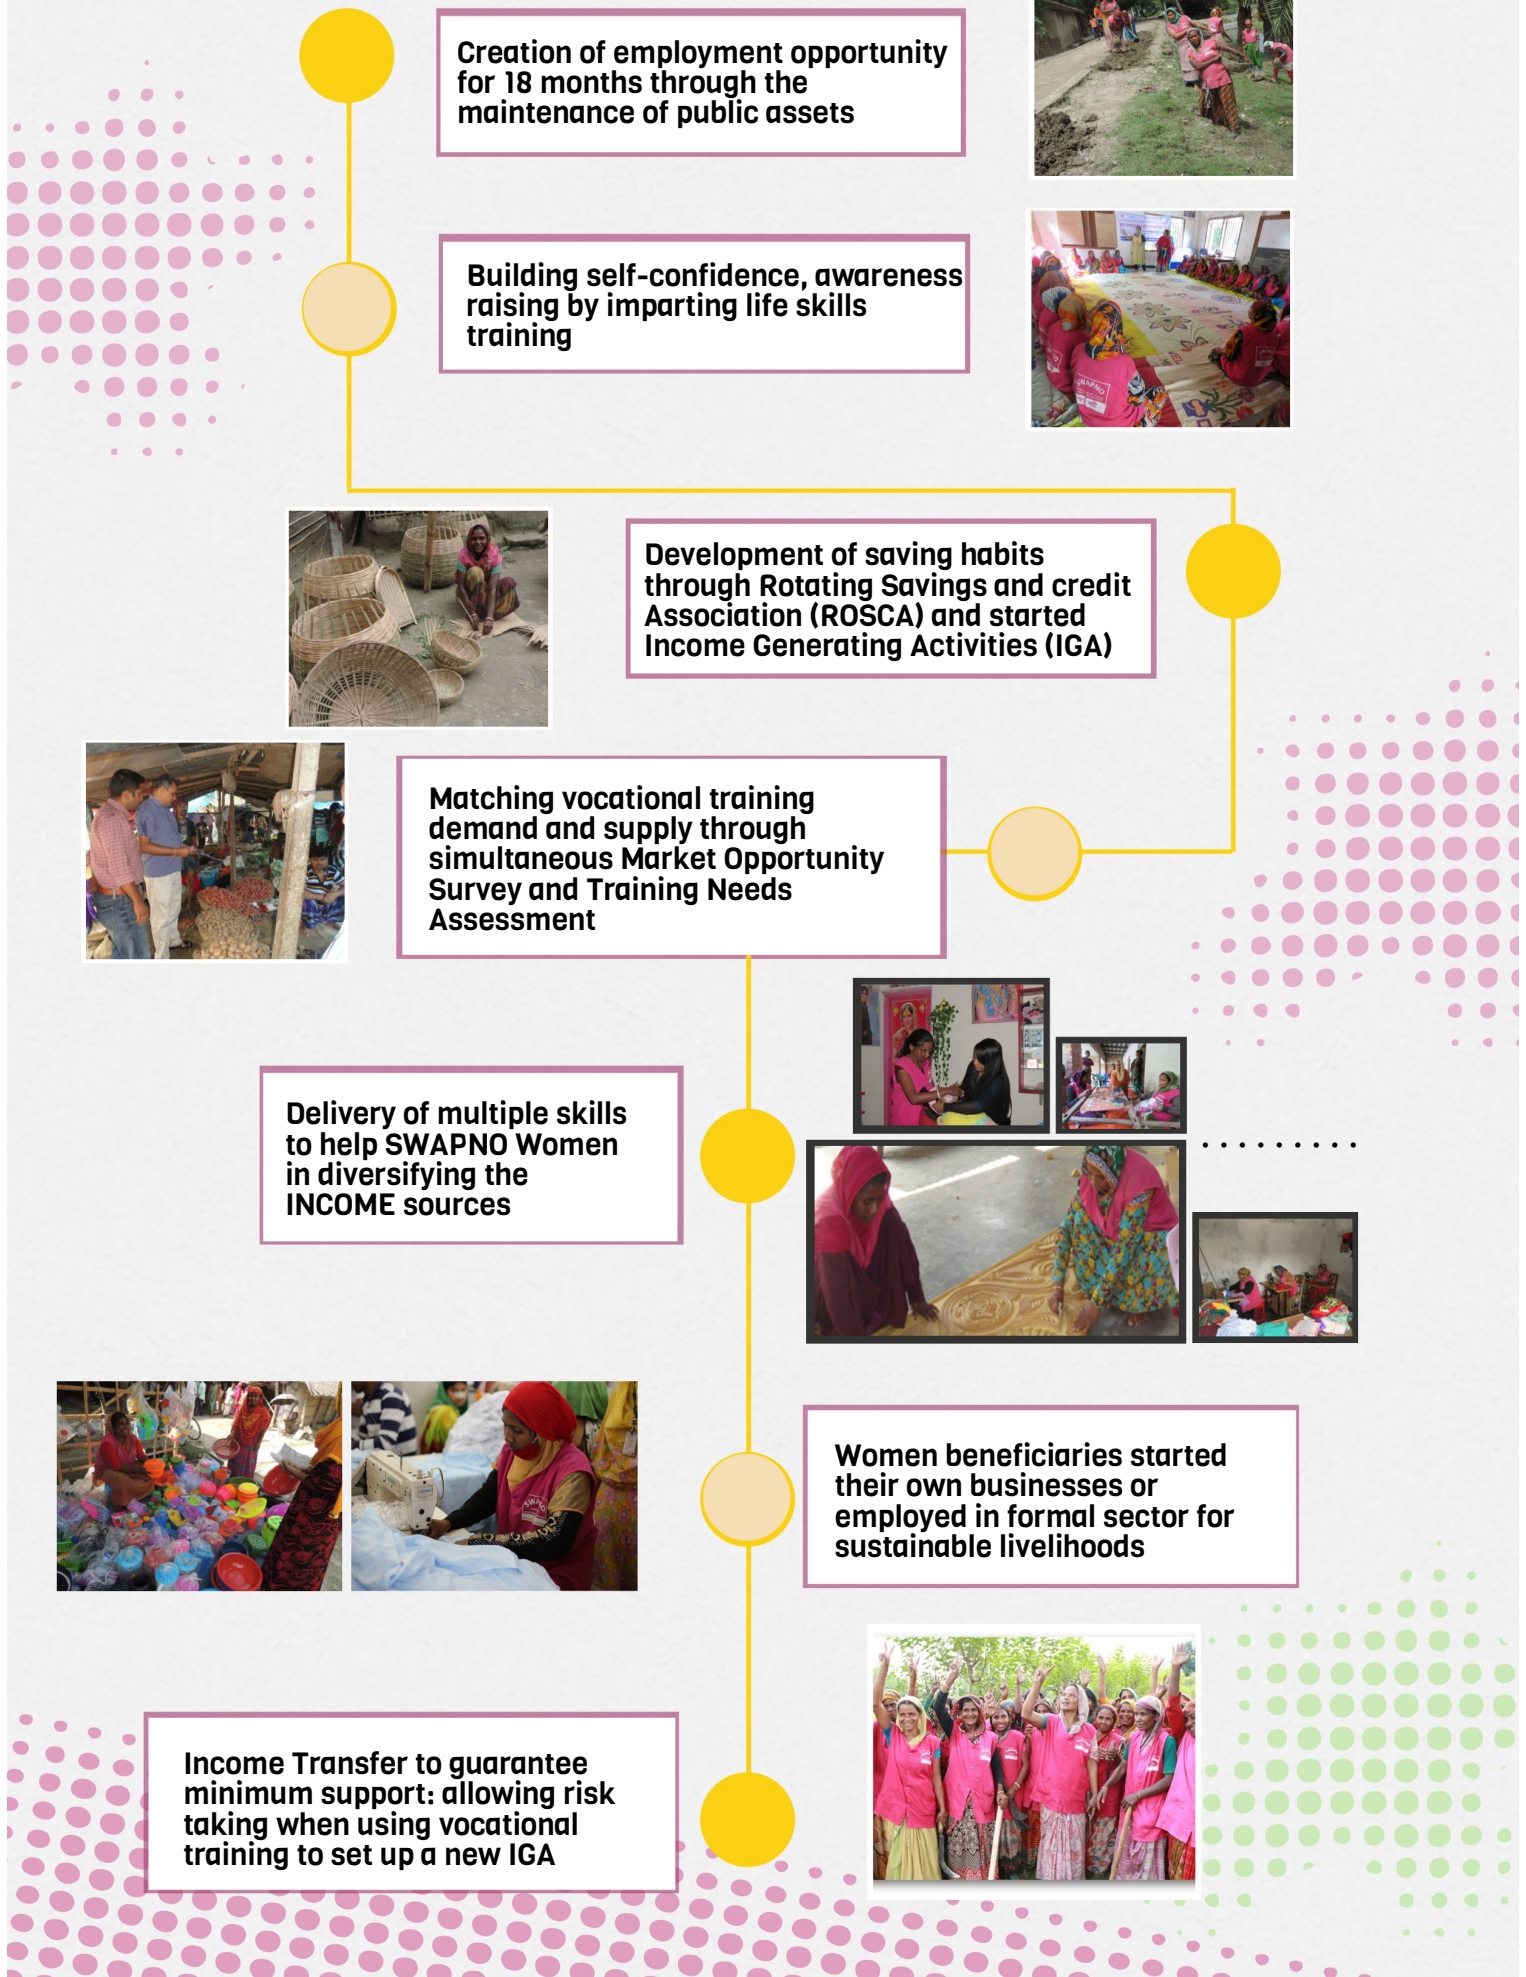 Creation of employment opportunity
for 18 months through the
maintenance of public assets
Building self-confidence, awareness
raising by imparting life skills
training
SWAPNO
Development of saving habits
through Rotating Savings and credit
Association (ROSCA) and started
Income Generating Activities (IGA)
Matching vocational training
demand and supply through
simultaneous Market Opportunity
Survey and Training Needs
Assessment
Delivery of multiple skills
to help SWAPNO Women
in diversifying the
INCOME sources
SWAPNO
Women beneficiaries started
their own businesses or
employed in formal sector for
sustainable livelihoods
Income Transfer to guarantee
minimum support: allowing risk
taking when using vocational
training to set up a new IGA